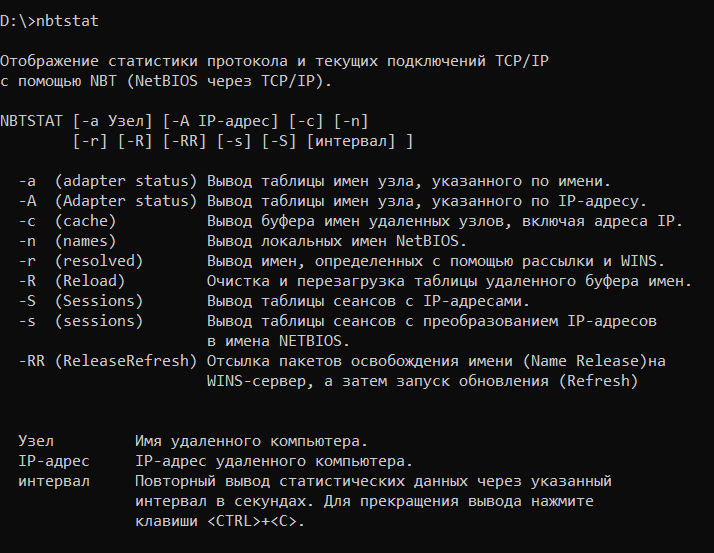 D:\>nbtstat
Отображение статистики протокола и текущих подключений TCP/IP
с помощью NBT (NetBIOS через TCP/IP).
NBTSTAT [-a Узел] [-A IP-адрес] [-c] [-n]
[-r] [-R] [-RR] [-s] [-S] [интервал] ]
-a (adapter status) Вывод таблицы имен узла, указанного по имени.
-A (Adapter status) Вывод таблицы имен узла, указанного по IP-адресу.
-c (cache) Вывод буфера имен удаленных узлов, включая адреса IP.
-n (names) Вывод локальных имен NetBIOS.
-r (resolved) Вывод имен, определенных с помощью рассылки и WINS.
-R (Reload) Очистка и перезагрузка таблицы удаленного буфера имен.
-S (Sessions) Вывод таблицы сеансов с IP-адресами.
-s (sessions) Вывод таблицы сеансов с преобразованием IP-адресов
в имена NETBIOS.
-RR (ReleaseRefresh) Отсылка пакетов освобождения имени (Name Release)на
WINS-сервер, а затем запуск обновления (Refresh)
Узел Имя удаленного компьютера.
IP-адрес IP-адрес удаленного компьютера.
интервал Повторный вывод статистических данных через указанный
интервал в секундах. Для прекращения вывода нажмите
клавиши <CTRL>+<C>.